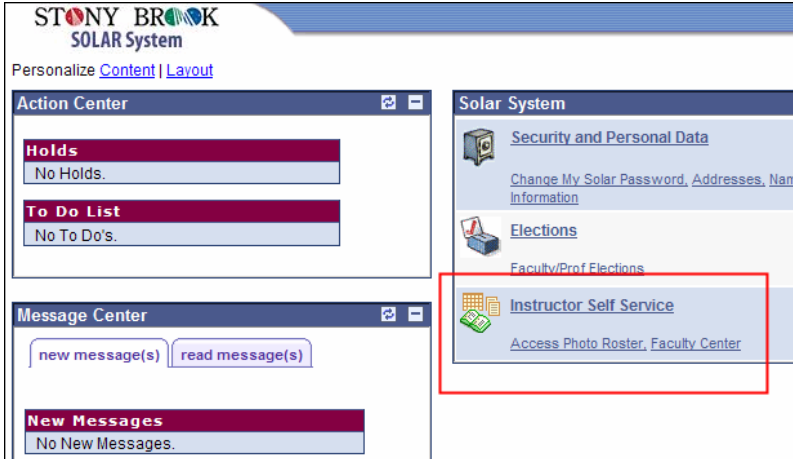 STONY BROOK
SOLAR System
Personalize Content | Layout
Action Center
Holds
No Holds.
To Do List
No To Do's.
Message Center
new message(s) read message(s)
New Messages
No New Messages.
Solar System
Security and Personal Data
Change My Solar Password, Addresses,
Information
Elections
Faculty/Prof Elections
Instructor Self Service
Access Photo Roster, Faculty Center